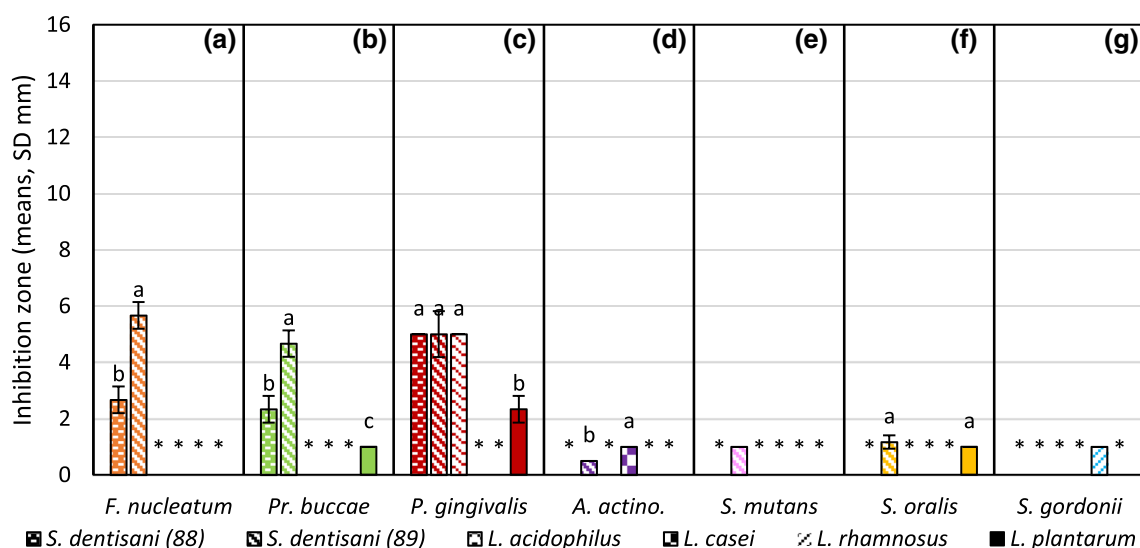 16
14
12
10
8
6
4
2
0
Inhibition zone (means, SD mm)
(a) (b) (c) (d) (e) (f) (g)
b a * * * *
b a * * * c
a a a * * b
* b * a * *
* * * * *
* a * * * a
* * * * *
F. nucleatum Pr. buccae P. gingivalis A. actino. S. mutans S. oralis S. gordonii
S. dentisani (88) S. dentisani (89) L. acidophilus L. casei L. rhamnosus L. plantarum